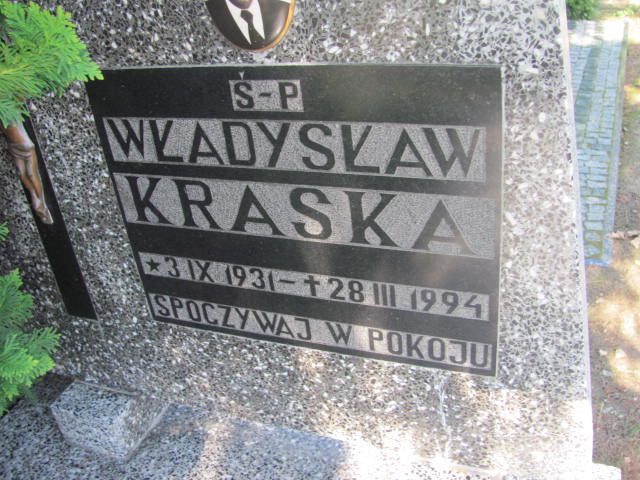 Ś-P
WŁADYSŁAW
KRASKA
★ 3 IX 1931 - ✝ 28 III 1994
SPOCZYWAJ W POKOJU